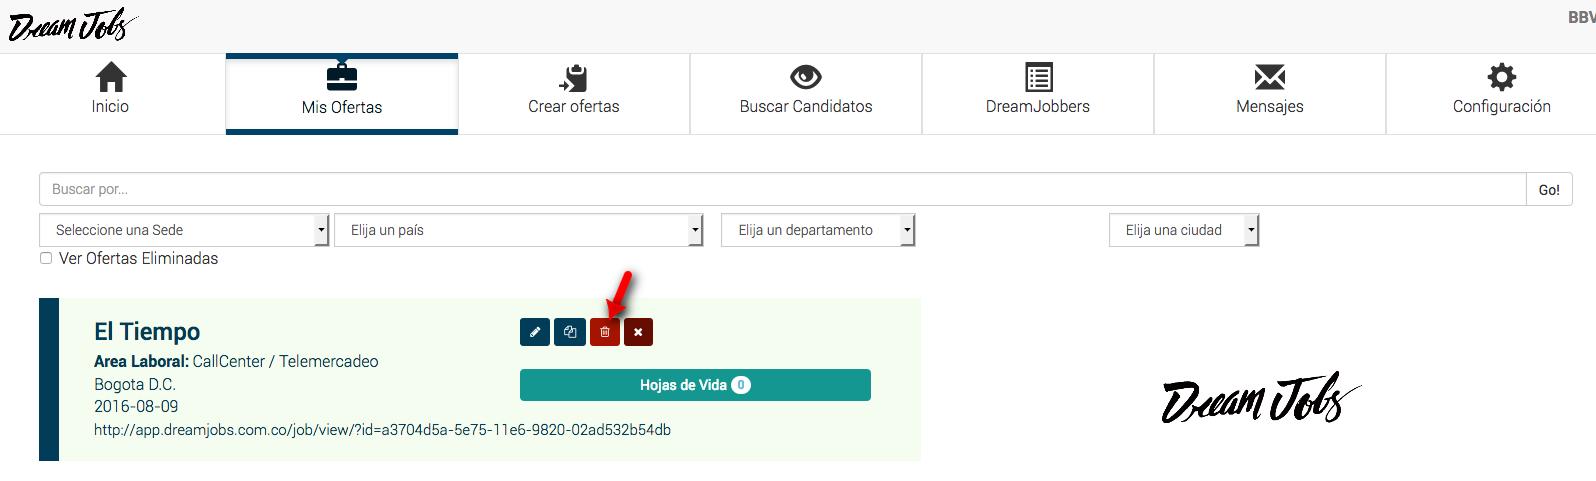 Dream Jobs
BBV
Inicio
Mis Ofertas
Crear ofertas
Buscar Candidatos
DreamJobbers
Mensajes
Configuración
Buscar por...
Go!
Seleccione una Sede
Elija un país
Elija un departamento
Elija una ciudad
Ver Ofertas Eliminadas
El Tiempo
Area Laboral: CallCenter / Telemercadeo
Bogota D.C.
2016-08-09
http://app.dreamjobs.com.co/job/view/?id=a3704d5a-5e75-11e6-9820-02ad532b54db
Hojas de Vida 0
Dream Jobs